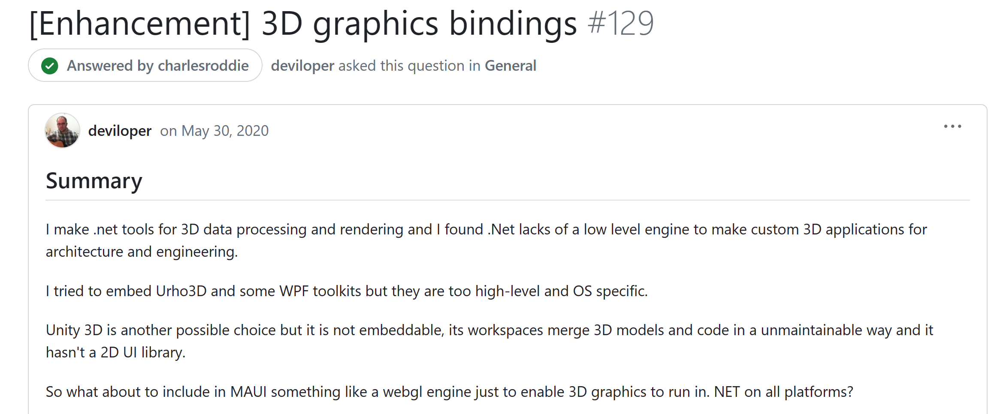 [Enhancement] 3D graphics bindings #129
Answered by charlesroddie deviloper asked this question in General
deviloper on May 30, 2020
Summary
I make .net tools for 3D data processing and rendering and I found .Net lacks of a low level engine to make custom 3D applications for
architecture and engineering.
I tried to embed Urho3D and some WPF toolkits but they are too high-level and OS specific.
Unity 3D is another possible choice but it is not embeddable, its workspaces merge 3D models and code in a unmaintainable way and it
hasn't a 2D UI library.
So what about to include in MAUI something like a webgl engine just to enable 3D graphics to run in. NET on all platforms?